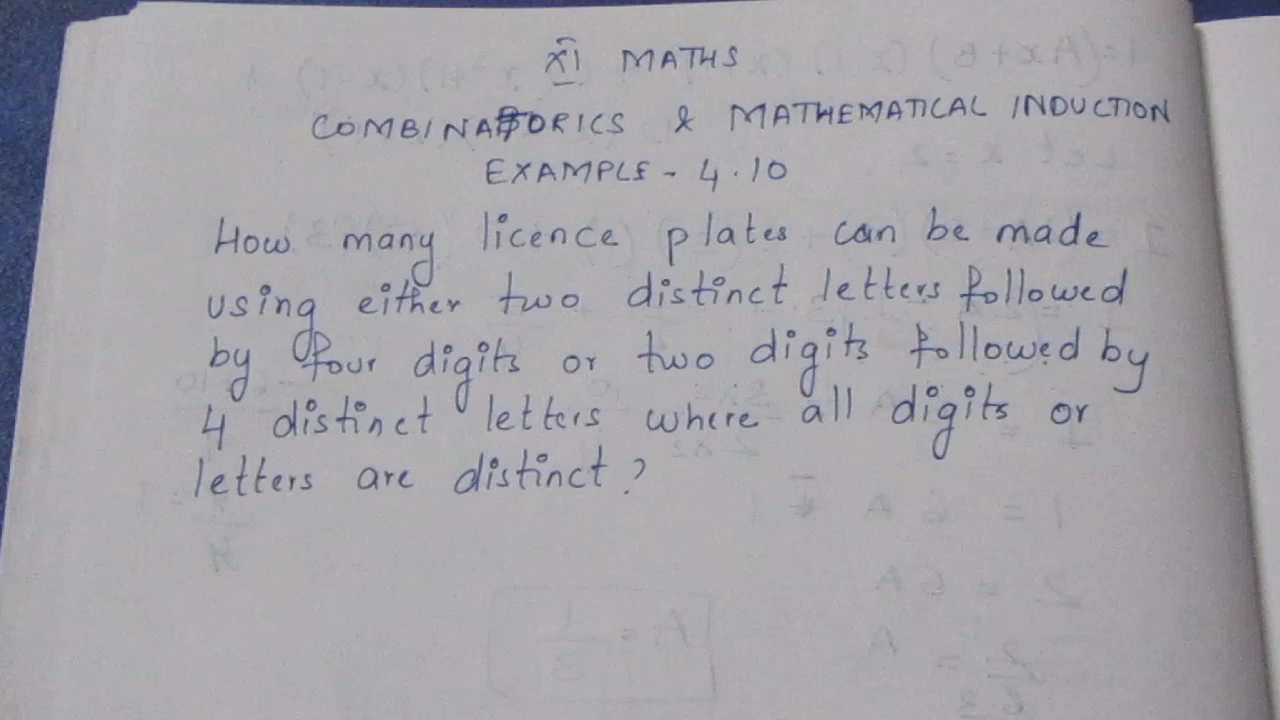 XI MATHS
COMBINATORICS & MATHEMATICAL INDUCTION
EXAMPLE - 4.10
How many licence plates can be made
using either two distinct letters followed
by four digits or two digits followed by
4 distinct letters where all digits or
letters are distinct?